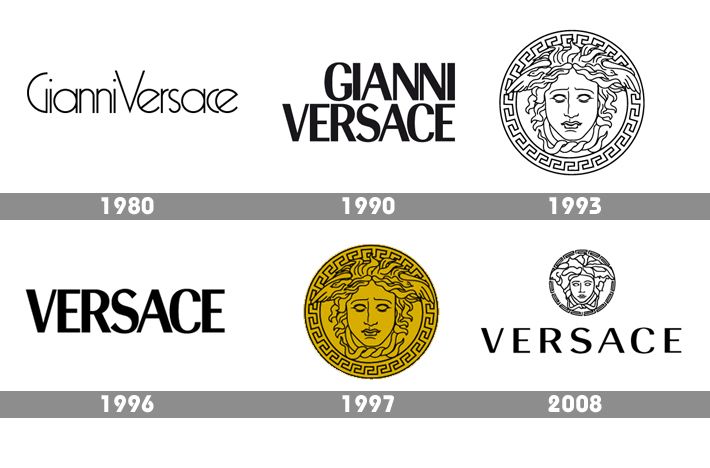 GianniVersace
GIANNI
VERSACE
1980
1990
1993
VERSACE
VERSACE
1996
1997
2008